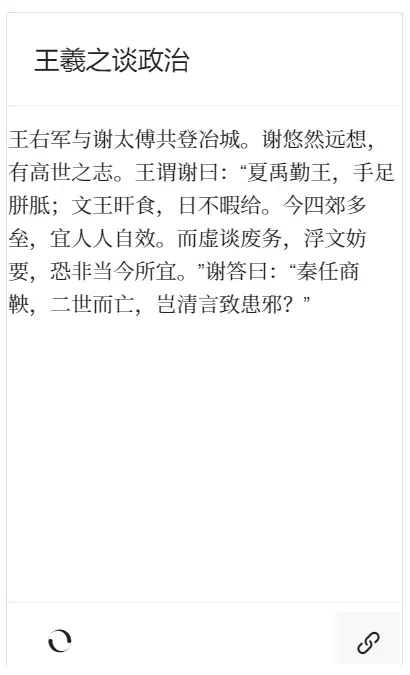 王羲之谈政治
王右军与谢太傅共登冶城。谢悠然远想，
有高世之志。王谓谢曰：“夏禹勤王，手足
胼胝；文王旰食，日不暇给。今四郊多
垒，宜人人自效。而虚谈废务，浮文妨
要，恐非当今所宜。”谢答曰：“秦任商
鞅，二世而亡，岂清言致患邪？”